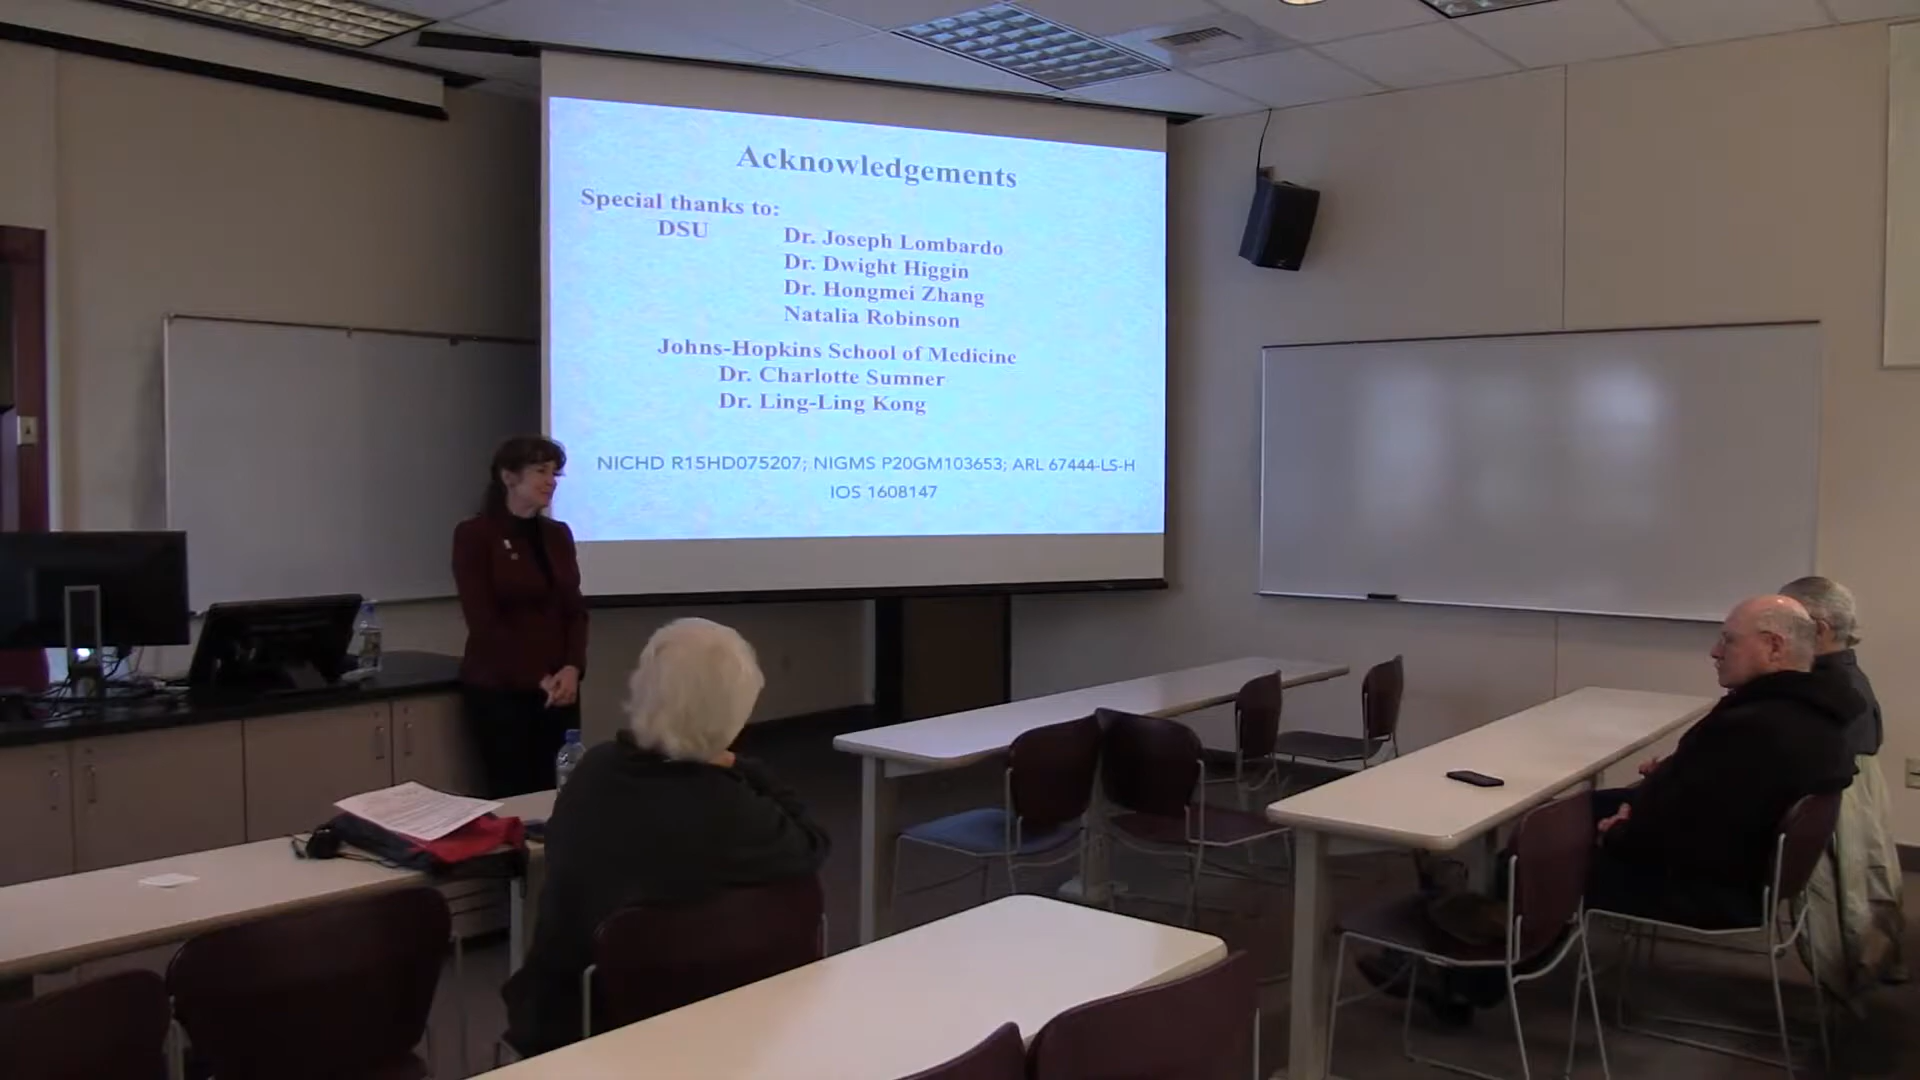 Acknowledgements
Special thanks to:
DSU Dr. Joseph Lombardo
Dr. Dwight Higgin
Dr. Hongmei Zhang
Natalia Robinson
Johns-Hopkins School of Medicine
Dr. Charlotte Sumner
Dr. Ling-Ling Kong
NICHD R15HD075207; NIGMS P20GM103653; ARL 67444-LS-H
IOS 1608147